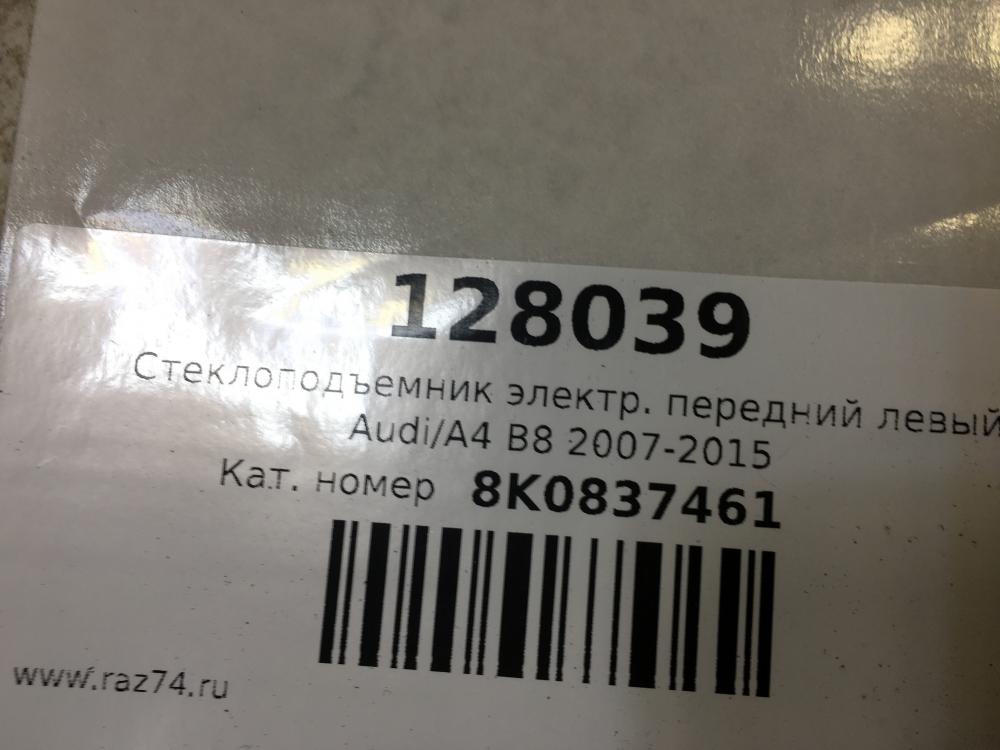 128039
Стеклоподъемник электр. передний левый
Audi/A4 B8 2007-2015
Кат. номер 8K0837461
www.raz74.ru